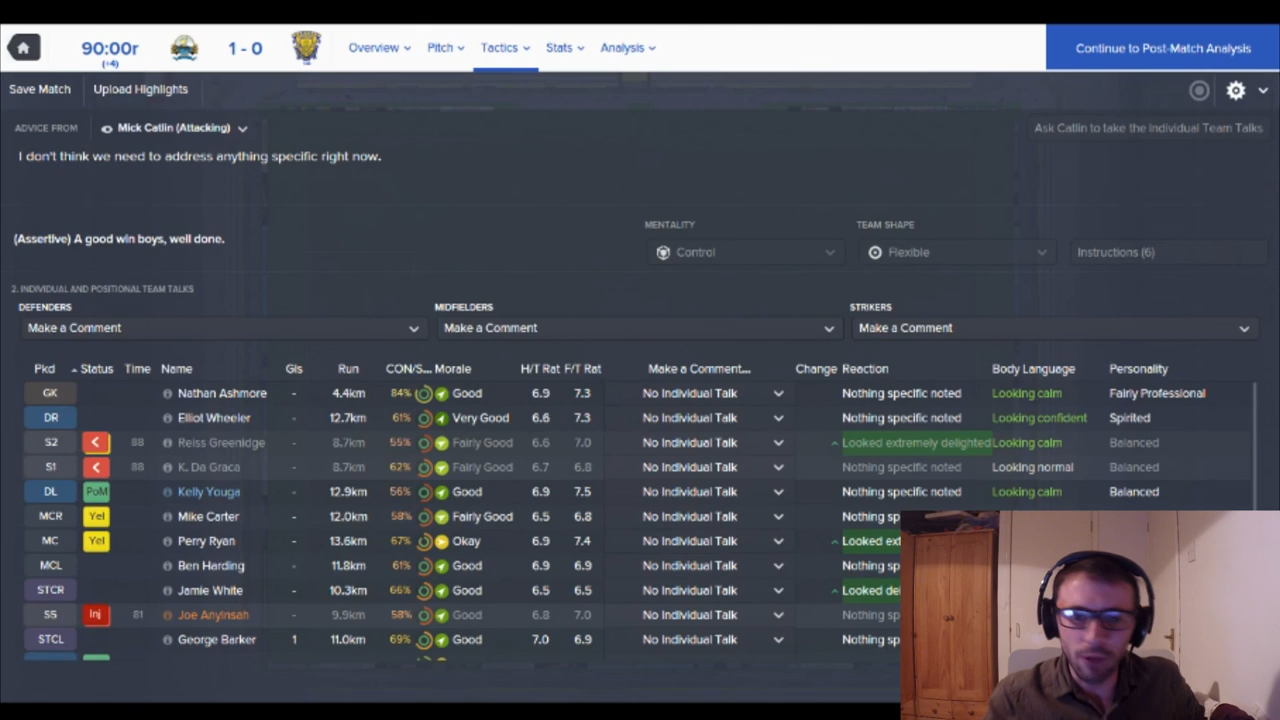 90:00r 1 - 0 Overview Pitch Tactics Stats Analysis Continue to Post-Match Analysis
(+4)
Save Match Upload Highlights
ADVICE FROM Mick Catlin (Attacking) Ask Catlin to take the Individual Team Talks
I don't think we need to address anything specific right now.
MENTALITY TEAM SHAPE
(Assertive) A good win boys, well done. Control Flexible Instructions (6)
2. INDIVIDUAL AND POSITIONAL TEAM TALKS
DEFENDERS MIDFIELDERS STRIKERS
Make a Comment Make a Comment Make a Comment
Pkd Status Time Name Gls Run CON/S... Morale H/T Rat F/T Rat Make a Comment... Change Reaction Body Language Personality
GK Nathan Ashmore - 4.4km 84% Good 6.9 7.3 No Individual Talk Nothing specific noted Looking calm Fairly Professional
DR Elliot Wheeler - 12.7km 61% Very Good 6.6 7.3 No Individual Talk Nothing specific noted Looking confident Spirited
S2 88 Reiss Greenidge - 8.7km 55% Fairly Good 6.6 7.0 No Individual Talk Looked extremely delighted Looking calm Balanced
S1 88 K. Da Graca - 8.7km 62% Fairly Good 6.7 6.8 No Individual Talk Nothing specific noted Looking normal Balanced
DL PoM Kelly Youga - 12.9km 56% Good 6.9 7.5 No Individual Talk Nothing specific noted Looking calm Balanced
MCR Yel Mike Carter - 12.0km 58% Fairly Good 6.5 6.8 No Individual Talk Nothing sp
MC Yel Perry Ryan - 13.6km 67% Okay 6.9 7.4 No Individual Talk Looked ext
MCL Ben Harding - 11.8km 61% Good 6.9 6.9 No Individual Talk Nothing sp
STCR Jamie White - 10.3km 66% Good 6.5 6.5 No Individual Talk Looked del
S5 Inj 81 Joe Anyinsah - 9.9km 58% Good 6.8 7.0 No Individual Talk Nothing sp
STCL George Barker 1 11.0km 69% Good 7.0 6.9 No Individual Talk Nothing sp